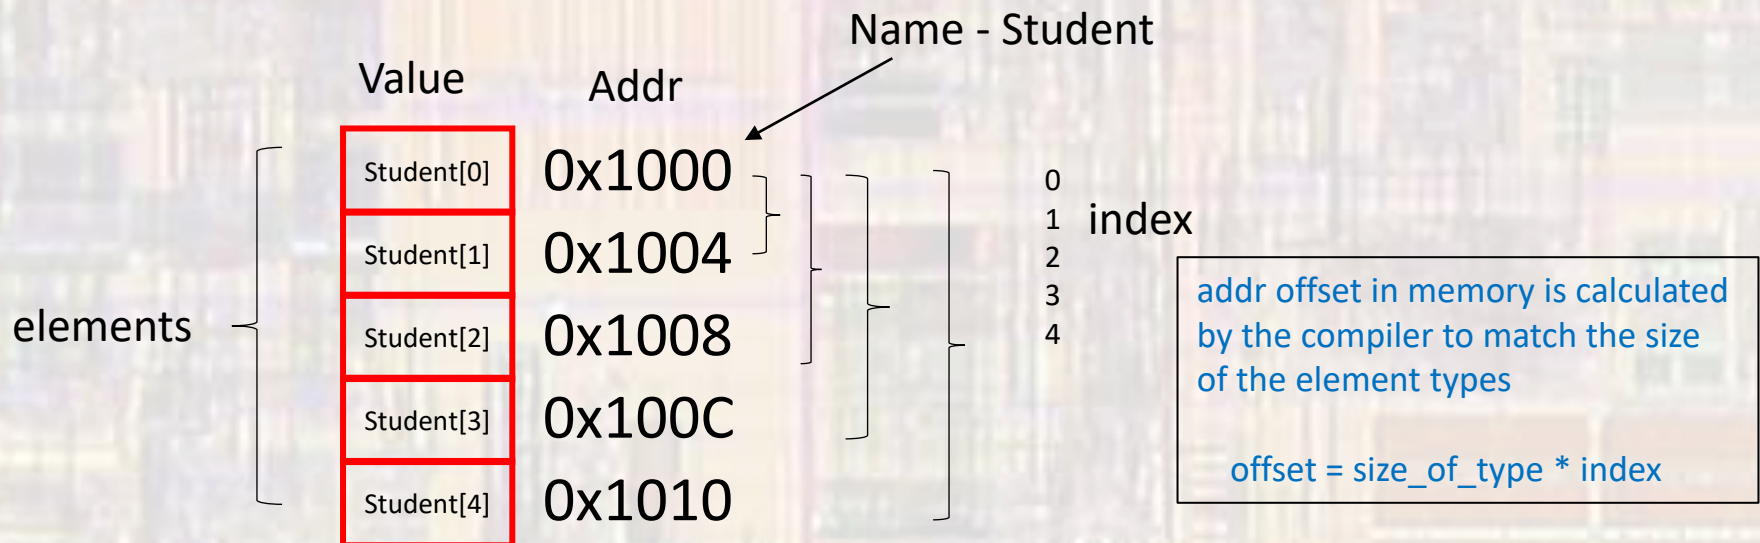 Name - Student
Value
Addr
Student[0]
0x1000
Student[1]
0x1004
Student[2]
0x1008
Student[3]
0x100C
Student[4]
0x1010
elements
0
1
2
3
4
index
addr offset in memory is calculated
by the compiler to match the size
of the element types
offset = size_of_type * index